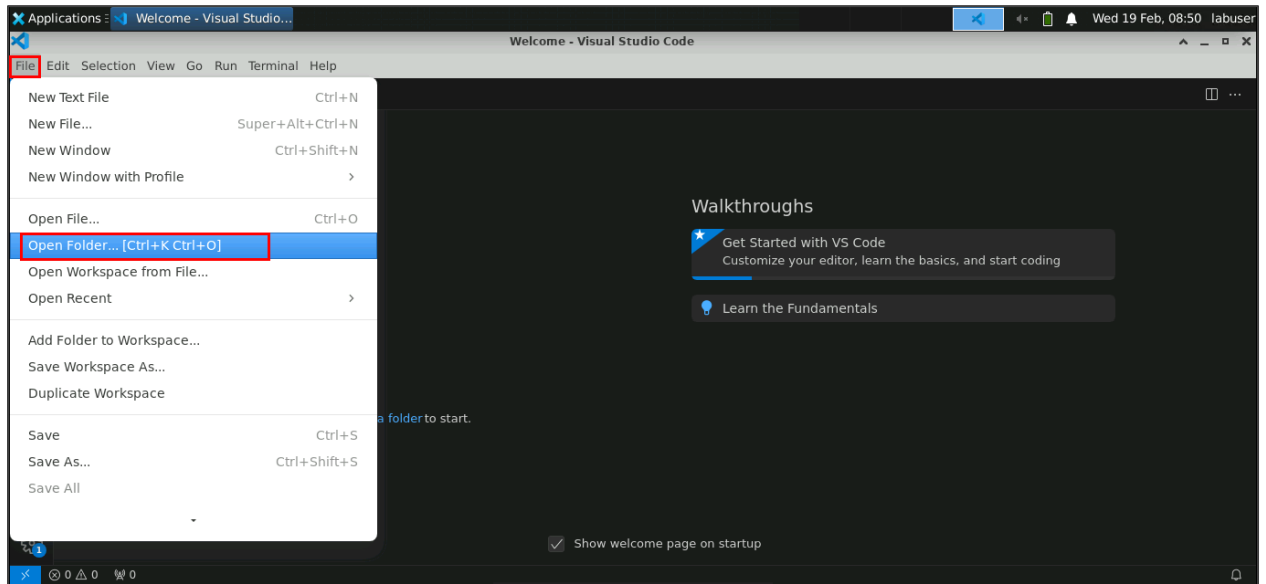 Applications Welcome - Visual Studio... Wed 19 Feb, 08:50 labuser
Welcome - Visual Studio Code
File Edit Selection View Go Run Terminal Help
New Text File Ctrl+N
New File... Super+Alt+Ctrl+N
New Window Ctrl+Shift+N
New Window with Profile
Open File... Ctrl+O
Open Folder... [Ctrl+K Ctrl+O]
Open Workspace from File...
Open Recent
Add Folder to Workspace...
Save Workspace As...
Duplicate Workspace
Save Ctrl+S
Save As... Ctrl+Shift+S
Save All
Walkthroughs
Get Started with VS Code
Customize your editor, learn the basics, and start coding
Learn the Fundamentals
a folder to start.
Show welcome page on startup
1
0 0 0